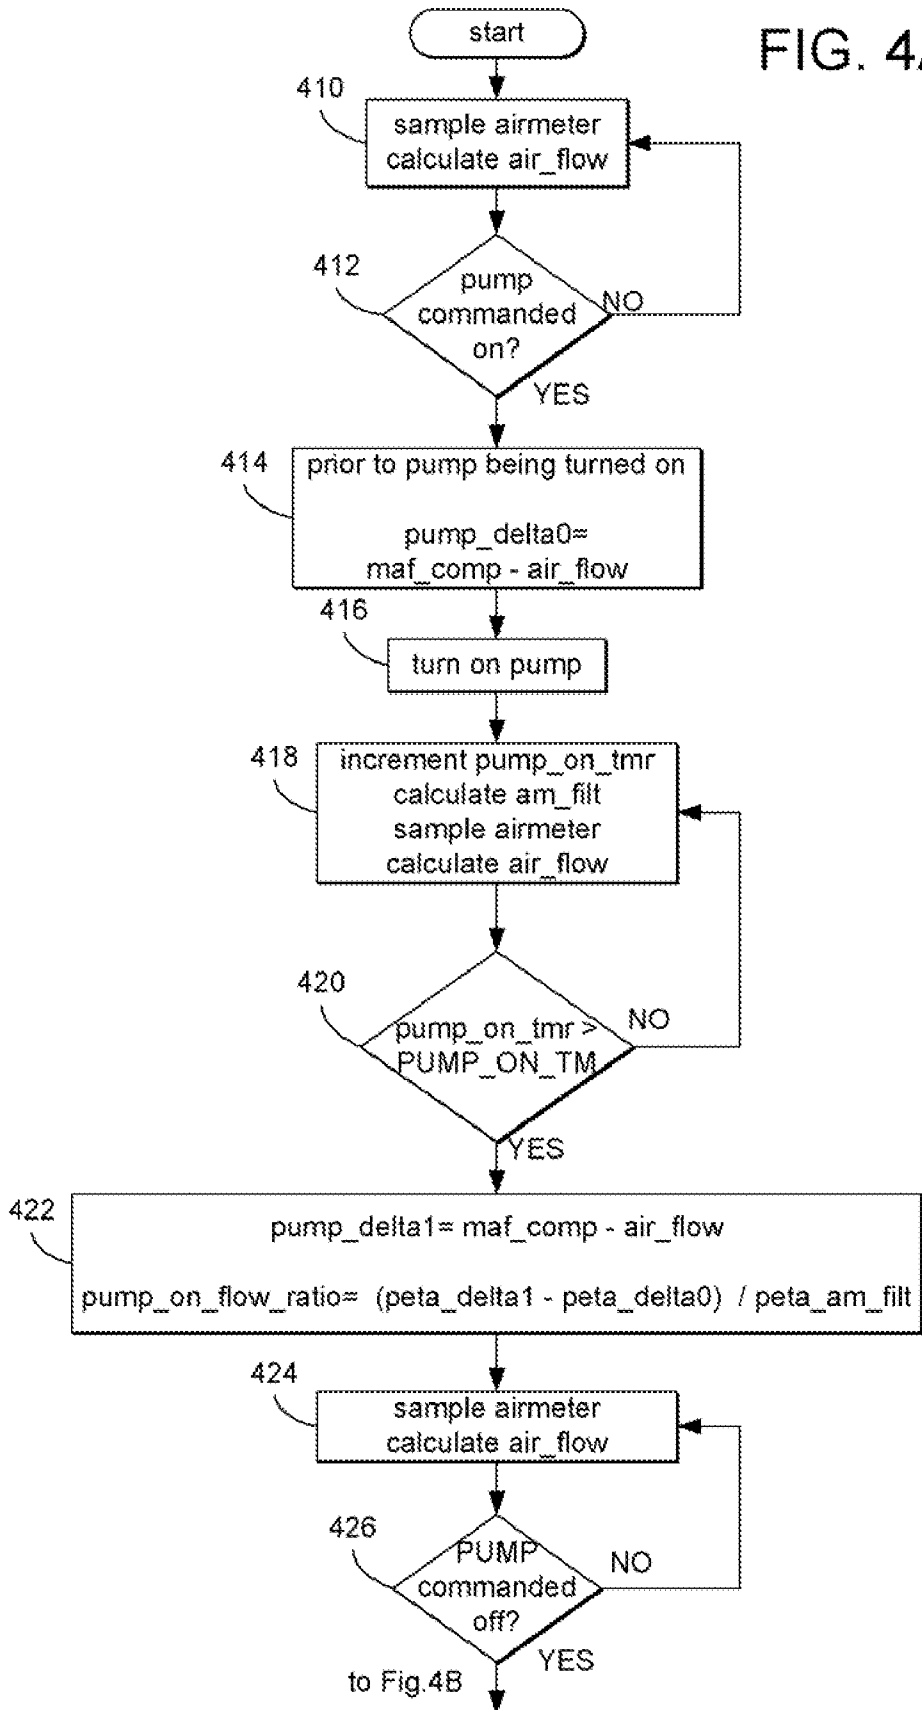 start
FIG. 4A
410
sample airmeter
calculate air_flow
412
pump
commanded
on?
NO
YES
414
prior to pump being turned on
pump_delta0=
maf_comp - air_flow
416
turn on pump
418
increment pump_on_tmr
calculate am_filt
sample airmeter
calculate air_flow
420
pump_on_tmr >
PUMP_ON_TM
NO
YES
422
pump_delta1= maf_comp - air_flow
pump_on_flow_ratio= (peta_delta1 - peta_delta0) / peta_am_filt
424
sample airmeter
calculate air_flow
426
PUMP
commanded
off?
NO
YES
to Fig.4B